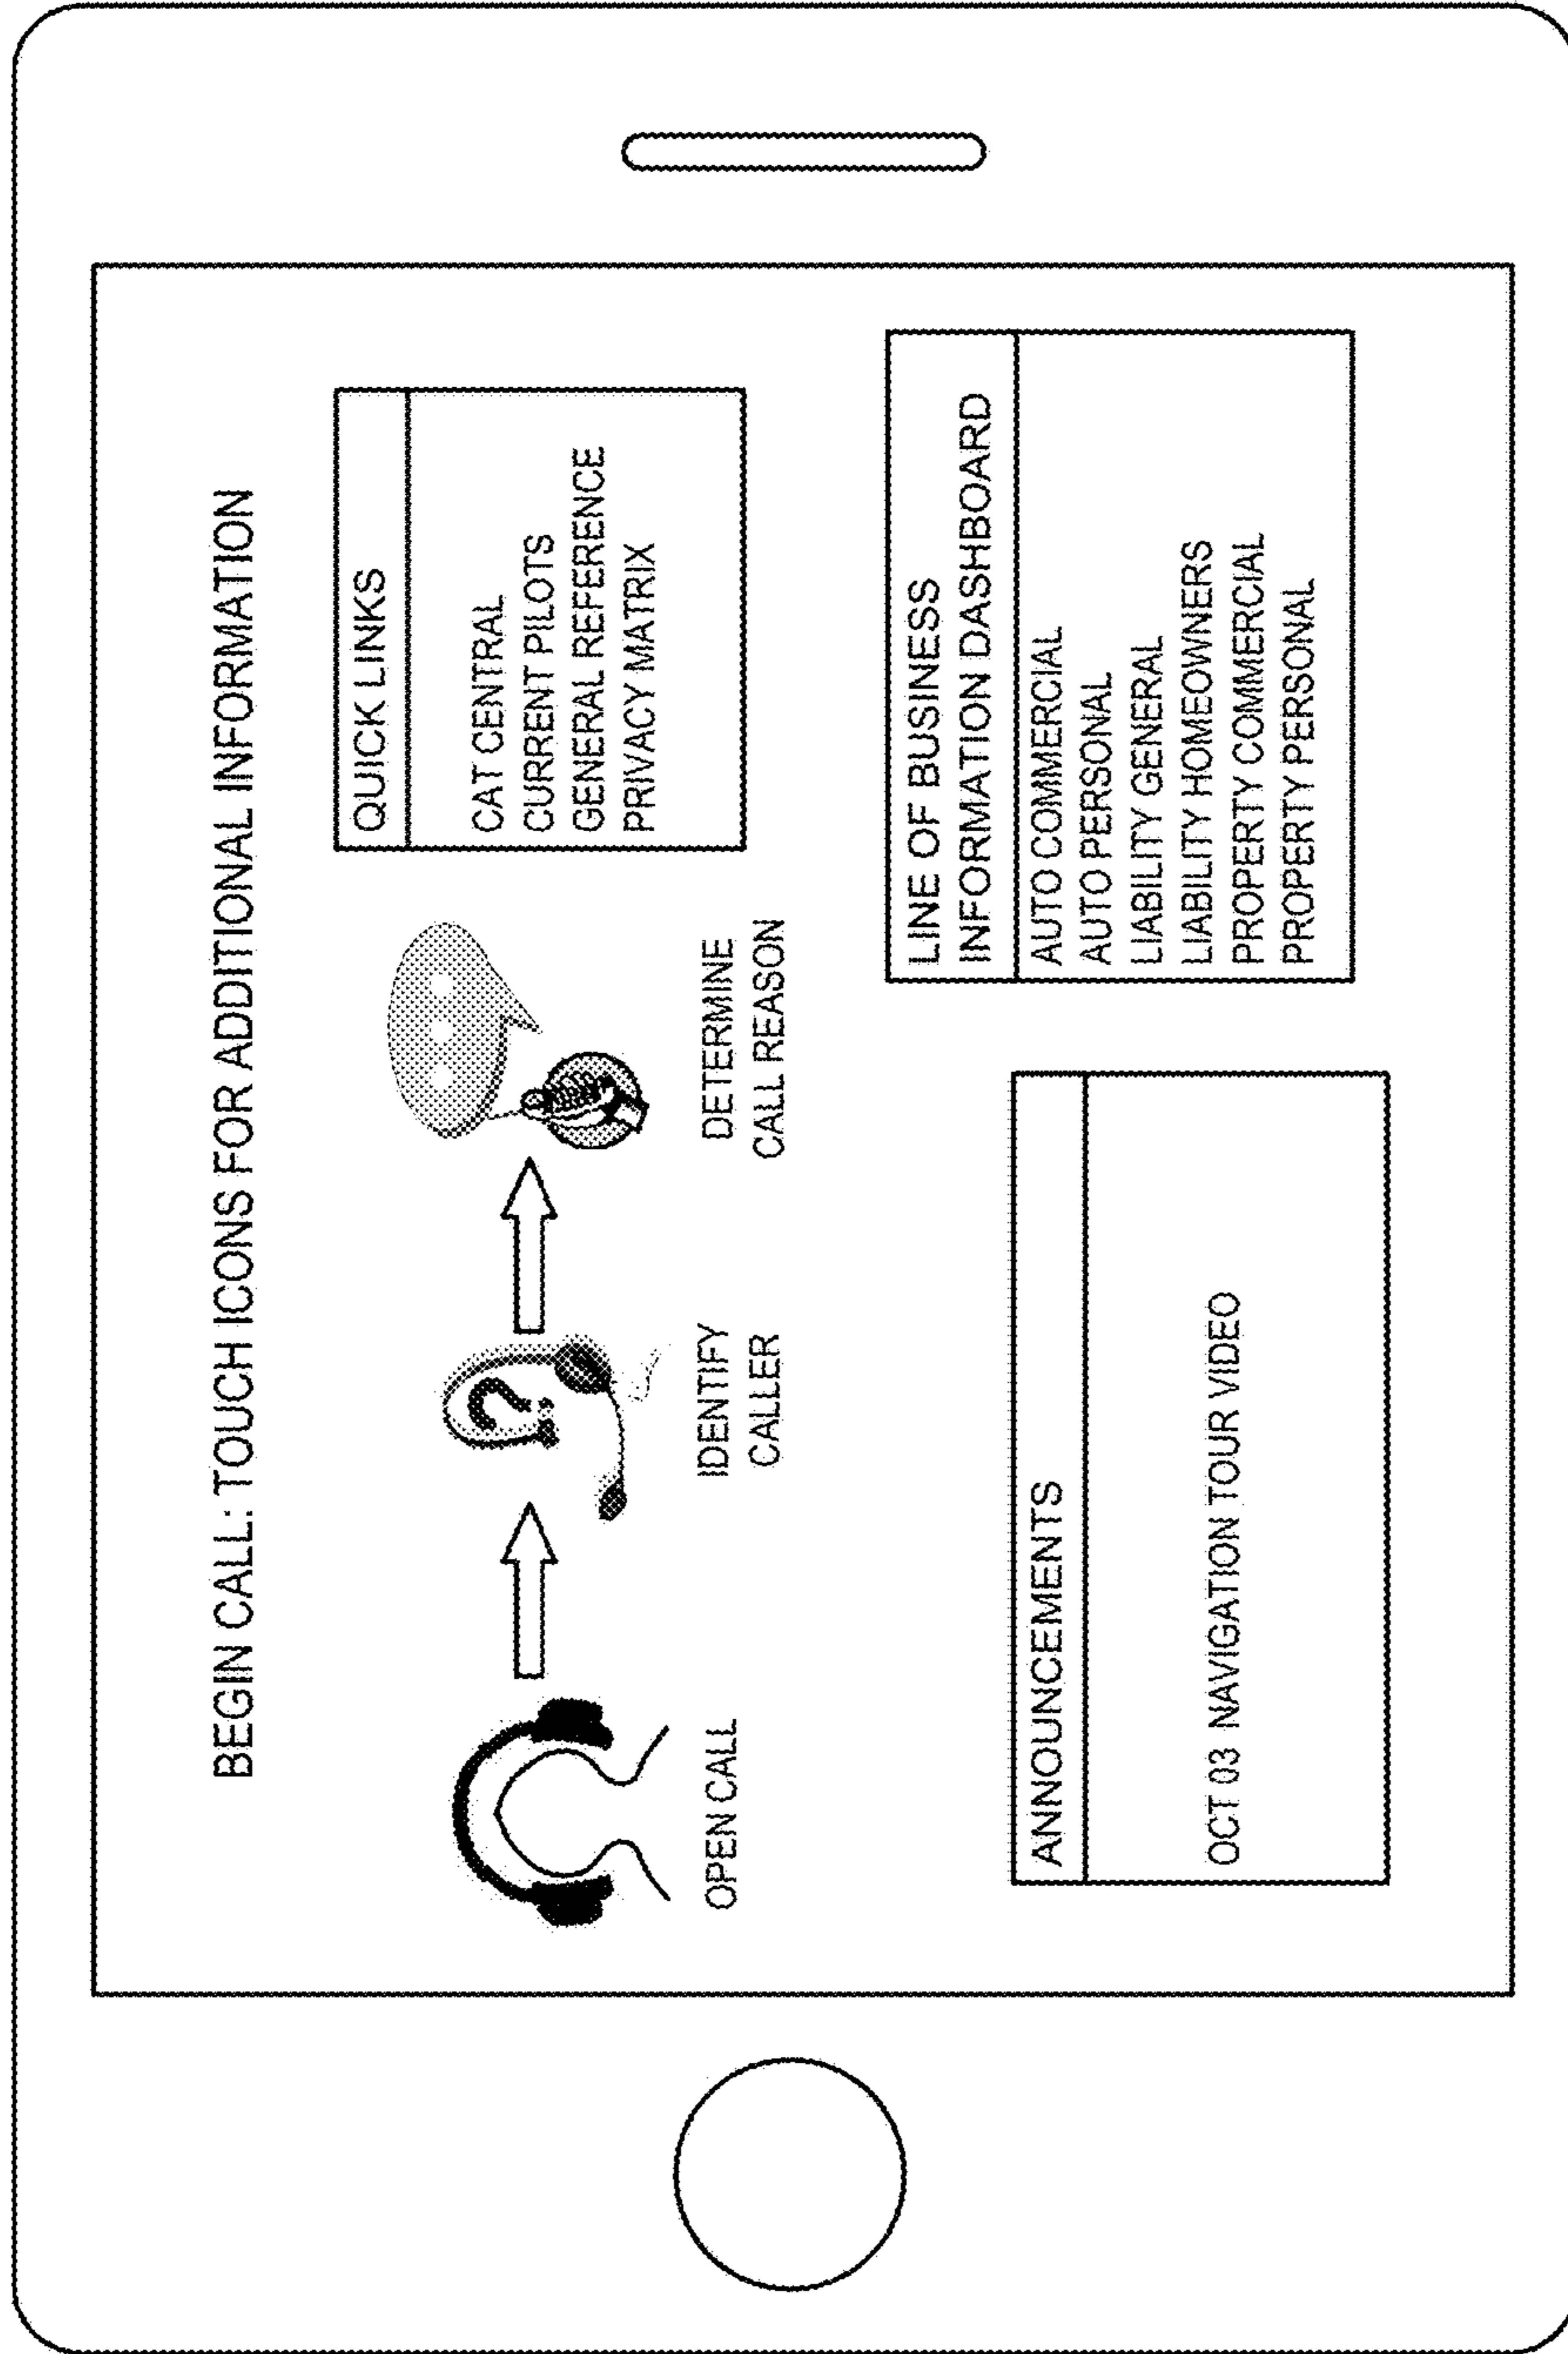 BEGIN CALL: TOUCH ICONS FOR ADDITIONAL INFORMATION
OPEN CALL
IDENTIFY
CALLER
DETERMINE
CALL REASON
QUICK LINKS
CAT CENTRAL
CURRENT PILOTS
GENERAL REFERENCE
PRIVACY MATRIX
ANNOUNCEMENTS
OCT 03 NAVIGATION TOUR VIDEO
LINE OF BUSINESS
INFORMATION DASHBOARD
AUTO COMMERCIAL
AUTO PERSONAL
LIABILITY GENERAL
LIABILITY HOMEOWNERS
PROPERTY COMMERCIAL
PROPERTY PERSONAL